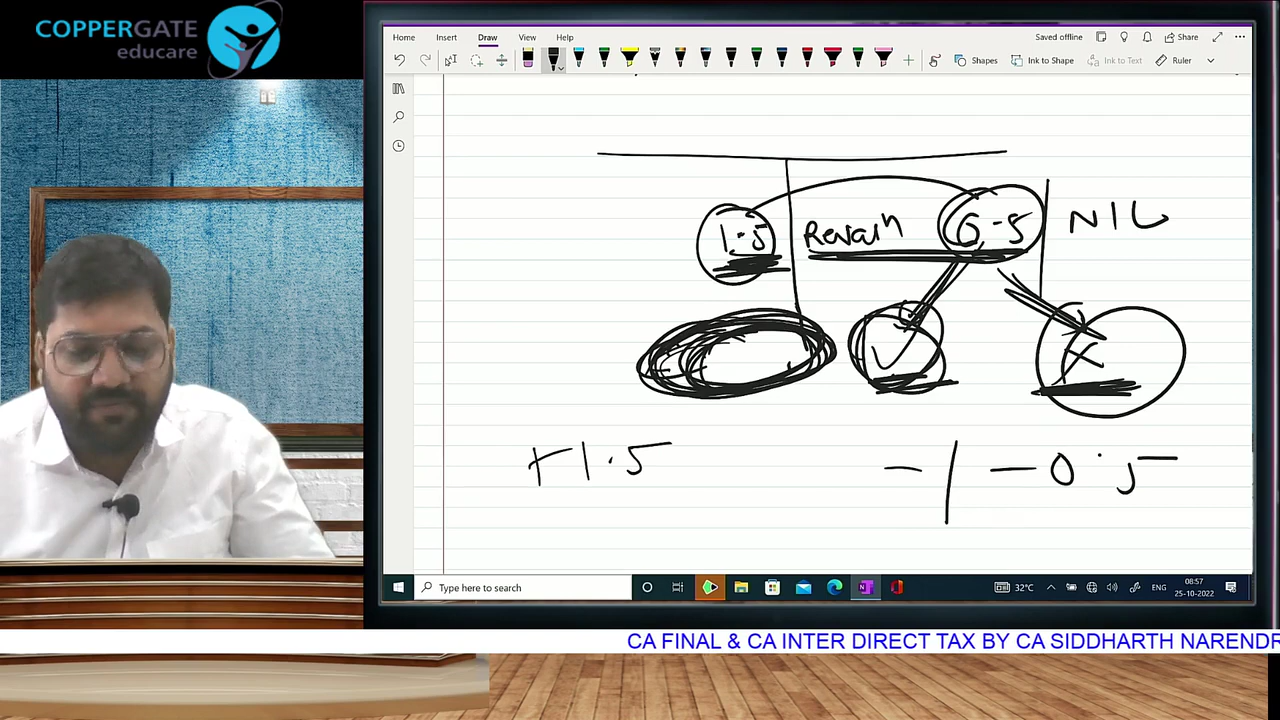 COPPERGATE
educare
Home Insert Draw View Help
Saved offline
Share
Shapes
Ink to Shape
Ink to Text
Ruler
1.5
6.5
NIL
+1.5
-1 -0.5
Type here to search
32°C
ENG
08:57
25-10-2022
CA FINAL & CA INTER DIRECT TAX BY CA SIDDHARTH NARENDR